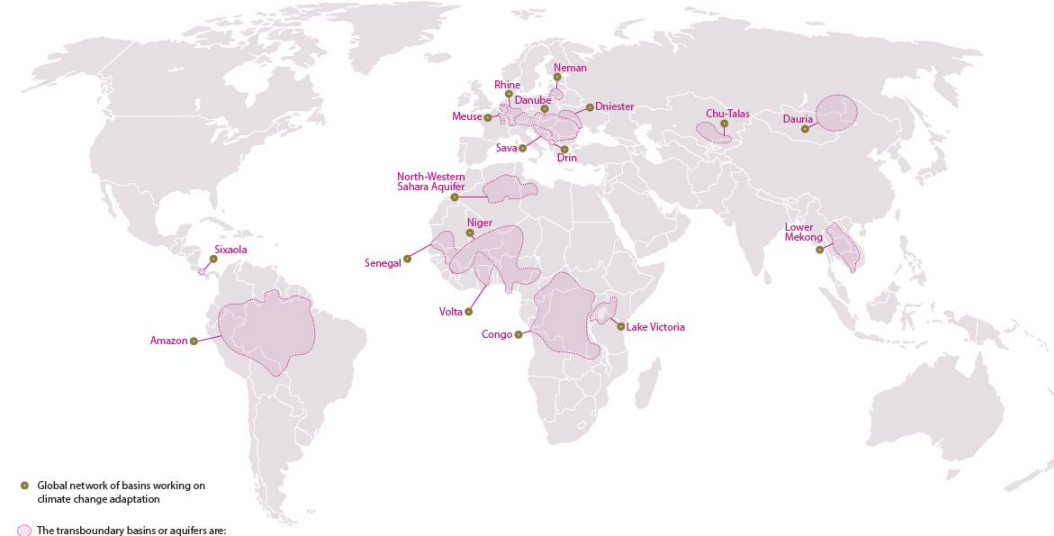 Neman
Rhine
Danube
Dniester
Meuse
Chu-Talas
Dauria
Sava
Drin
North-Western
Sahara Aquifer
Niger
Lower
Mekong
Sixaola
Senegal
Volta
Congo
Lake Victoria
Amazon
Global network of basins working on
climate change adaptation
The transboundary basins or aquifers are: